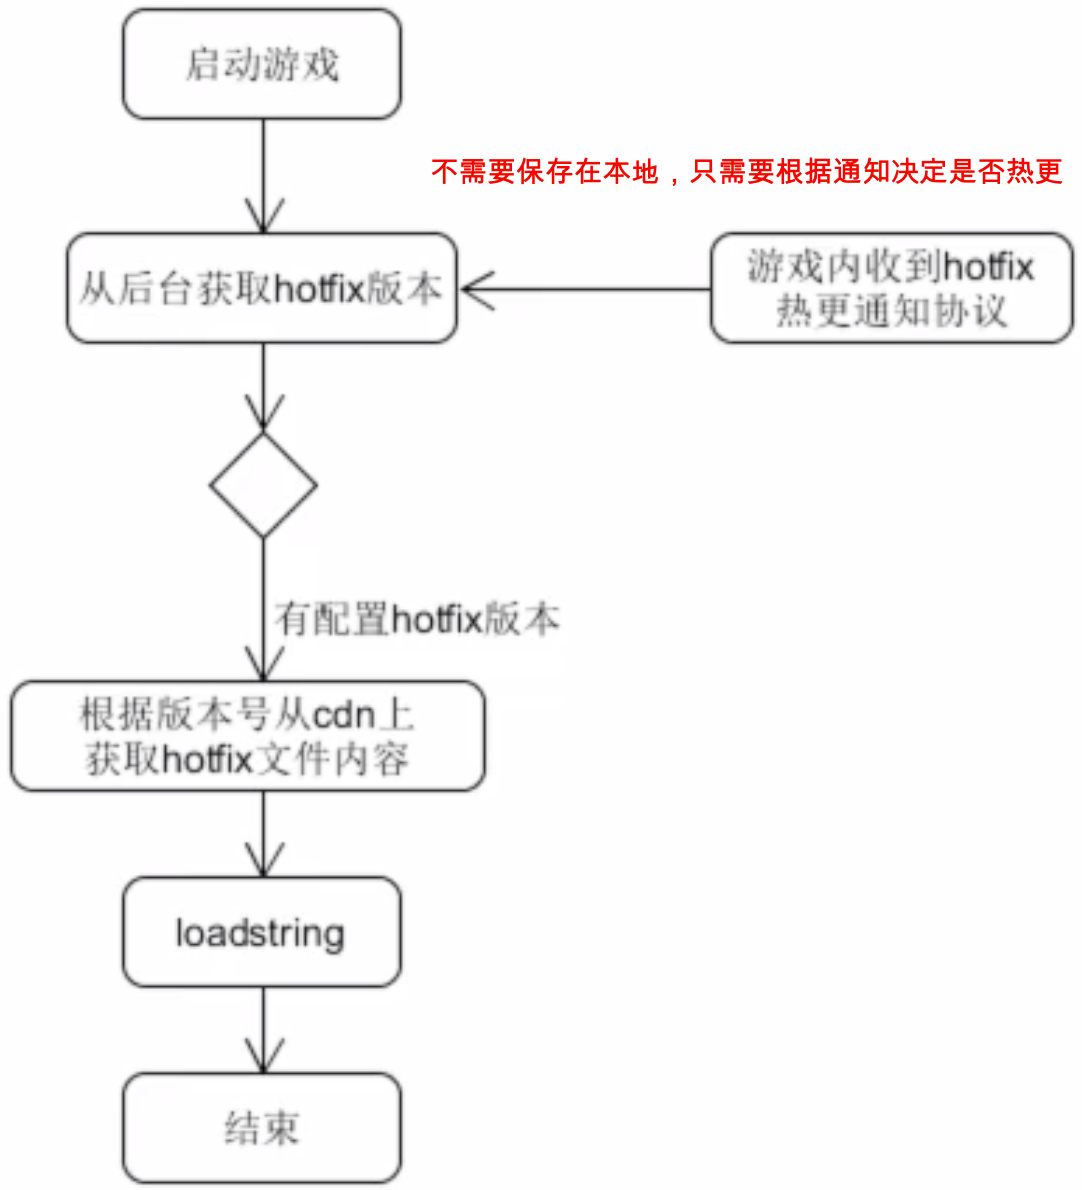 启动游戏
不需要保存在本地，只需要根据通知决定是否热更
从后台获取hotfix版本
游戏内收到hotfix
热更通知协议
有配置hotfix版本
根据版本号从cdn上
获取hotfix文件内容
loadstring
结束